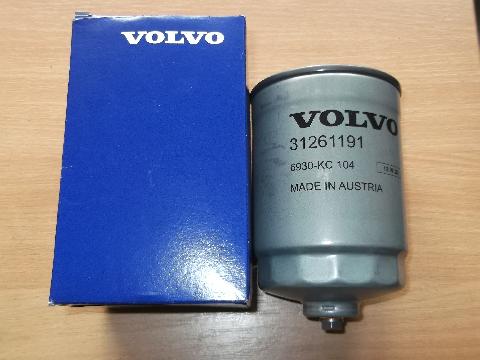 VOLVO
VOLVO
31261191
6930-KC 104
MADE IN AUSTRIA